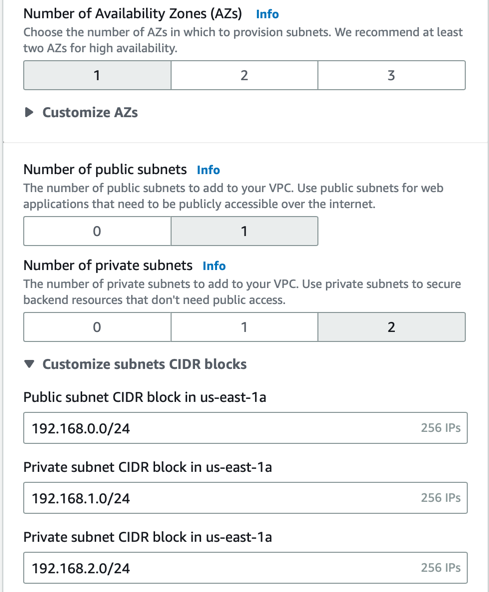 Number of Availability Zones (AZs) Info
Choose the number of AZs in which to provision subnets. We recommend at least
two AZs for high availability.
1 2 3
Customize AZs
Number of public subnets Info
The number of public subnets to add to your VPC. Use public subnets for web
applications that need to be publicly accessible over the internet.
0 1
Number of private subnets Info
The number of private subnets to add to your VPC. Use private subnets to secure
backend resources that don't need public access.
0 1 2
Customize subnets CIDR blocks
Public subnet CIDR block in us-east-1a
192.168.0.0/24 256 IPs
Private subnet CIDR block in us-east-1a
192.168.1.0/24 256 IPs
Private subnet CIDR block in us-east-1a
192.168.2.0/24 256 IPs